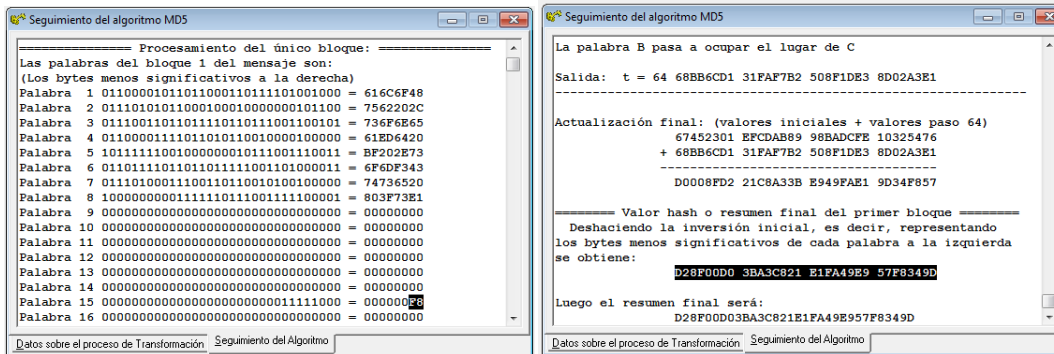 Seguimiento del algoritmo MD5
=============== Procesamiento del único bloque: ===============
Las palabras del bloque 1 del mensaje son:
(Los bytes menos significativos a la derecha)
Palabra 1 01100001011011000110111101001000 = 616C6F48
Palabra 2 01110101011000100010000000101100 = 7562202C
Palabra 3 01110011011011110110111001100101 = 736F6E65
Palabra 4 01100001111011010110010000100000 = 61ED6420
Palabra 5 10111111001000000010111001110011 = BF202E73
Palabra 6 01101111011011011111001101000011 = 6F6DF343
Palabra 7 01110100011100110110010100100000 = 74736520
Palabra 8 10000000001111110111001111100001 = 803F73E1
Palabra 9 00000000000000000000000000000000 = 00000000
Palabra 10 00000000000000000000000000000000 = 00000000
Palabra 11 00000000000000000000000000000000 = 00000000
Palabra 12 00000000000000000000000000000000 = 00000000
Palabra 13 00000000000000000000000000000000 = 00000000
Palabra 14 00000000000000000000000000000000 = 00000000
Palabra 15 00000000000000000000000011111000 = 000000F8
Palabra 16 00000000000000000000000000000000 = 00000000
Datos sobre el proceso de Transformación Seguimiento del Algoritmo
Seguimiento del algoritmo MD5
La palabra B pasa a ocupar el lugar de C
Salida: t = 64 68BB6CD1 31FAF7B2 508F1DE3 8D02A3E1
-----------------------------------------------------------------
Actualización final: (valores iniciales + valores paso 64)
67452301 EFCDAB89 98BADCFE 10325476
+ 68BB6CD1 31FAF7B2 508F1DE3 8D02A3E1
-----------------------------------
D0008FD2 21C8A33B E949FAE1 9D34F857
======== Valor hash o resumen final del primer bloque ========
Deshaciendo la inversión inicial, es decir, representando
los bytes menos significativos de cada palabra a la izquierda
se obtiene:
D28F00D0 3BA3C821 E1FA49E9 57F8349D
Luego el resumen final será:
D28F00D03BA3C821E1FA49E957F8349D
Datos sobre el proceso de Transformación Seguimiento del Algoritmo